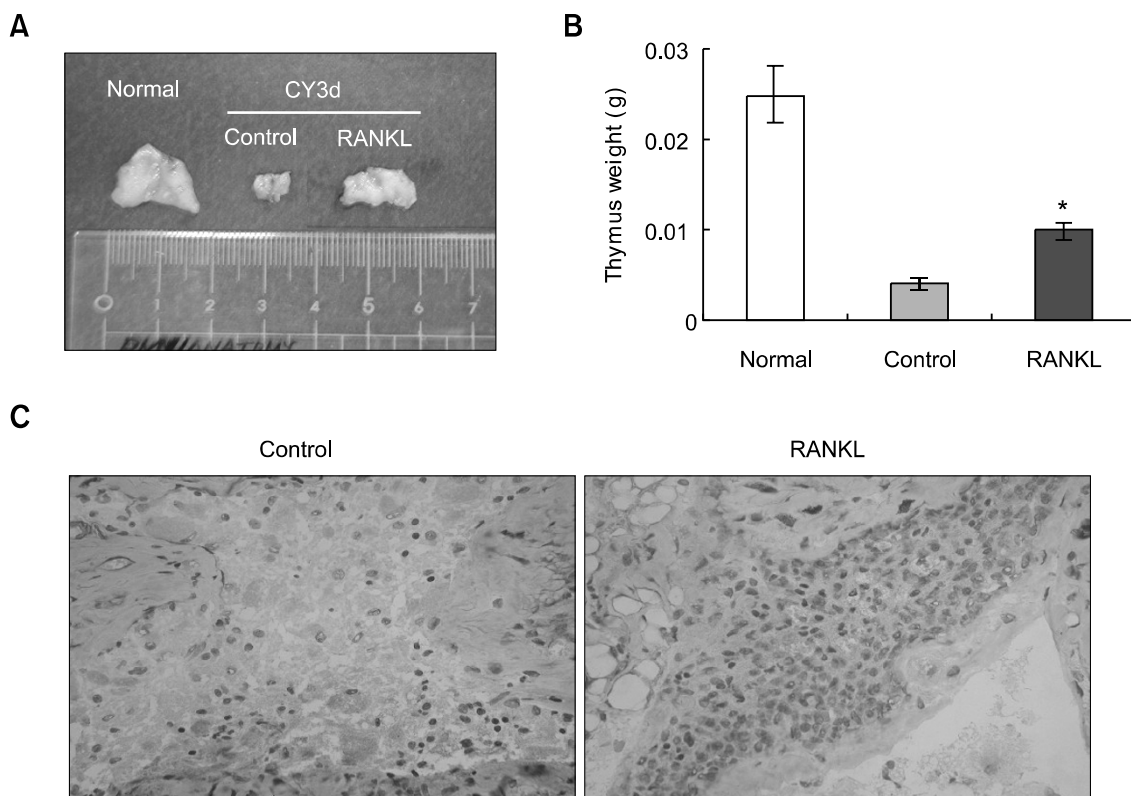 A
Normal
CY3d
Control
RANKL
0 1 2 3 4 5 6 7
B
Thymus weight (g)
0.03
0.02
0.01
0
*
Normal
Control
RANKL
C
Control
RANKL